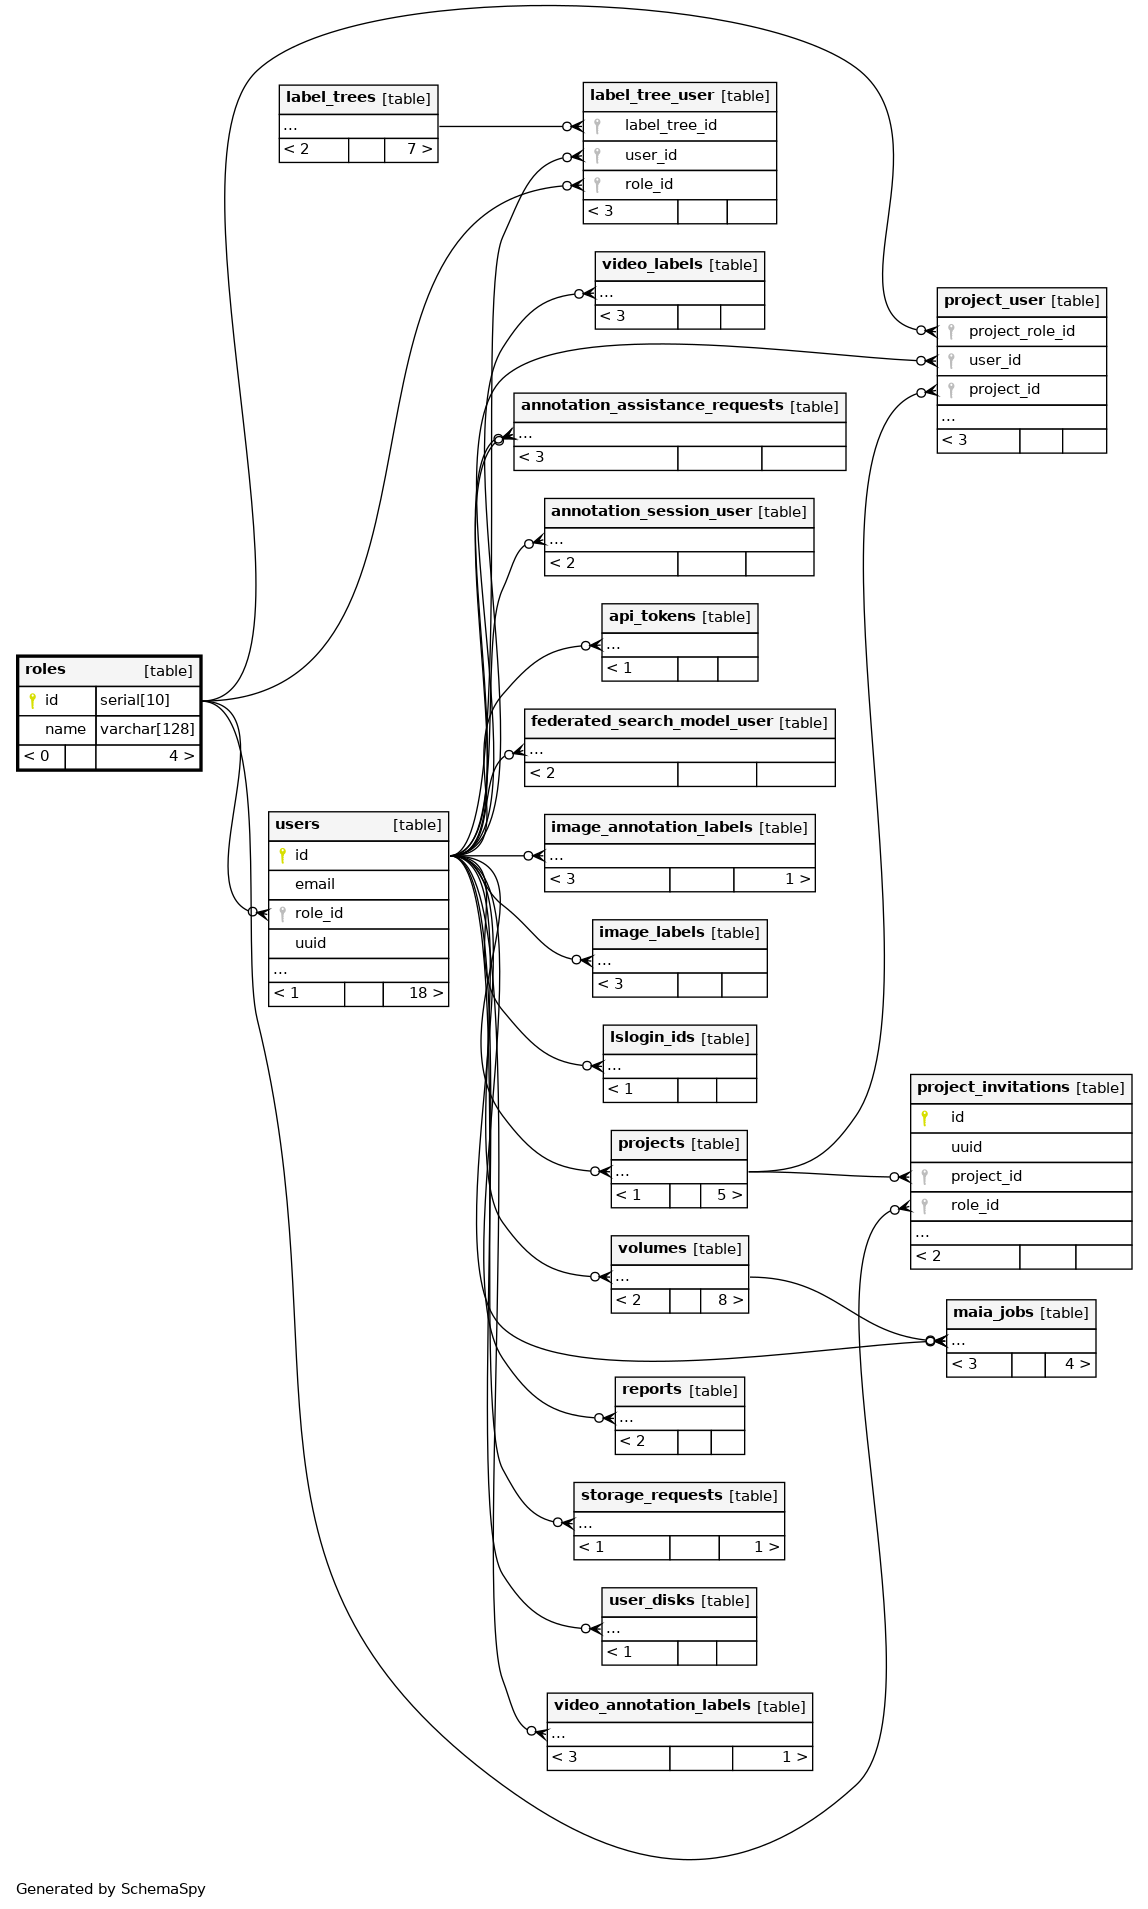 label_trees [table]
...
< 2 7 >
label_tree_user [table]
label_tree_id
user_id
role_id
< 3
video_labels [table]
...
< 3
project_user [table]
project_role_id
user_id
project_id
...
< 3
annotation_assistance_requests [table]
...
< 3
annotation_session_user [table]
...
< 2
api_tokens [table]
...
< 1
roles [table]
id serial[10]
name varchar[128]
< 0 4 >
federated_search_model_user [table]
...
< 2
users [table]
id
email
role_id
uuid
...
< 1 18 >
image_annotation_labels [table]
...
< 3 1 >
image_labels [table]
...
< 3
lslogin_ids [table]
...
< 1
projects [table]
...
< 1 5 >
project_invitations [table]
id
uuid
project_id
role_id
...
< 2
volumes [table]
...
< 2 8 >
maia_jobs [table]
...
< 3 4 >
reports [table]
...
< 2
storage_requests [table]
...
< 1 1 >
user_disks [table]
...
< 1
video_annotation_labels [table]
...
< 3 1 >
Generated by SchemaSpy